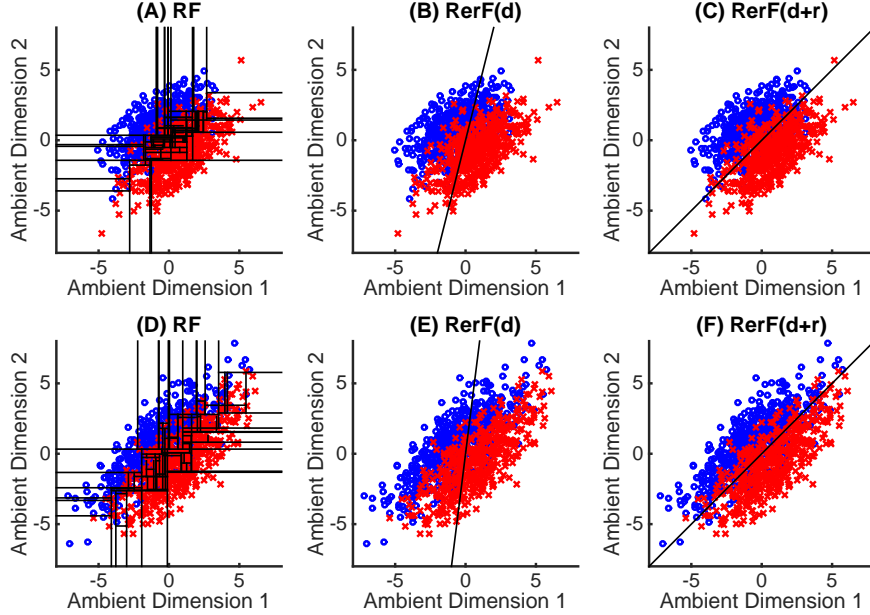 (A) RF
(B) RerF(d)
(C) RerF(d+r)
Ambient Dimension 2
5
0
-5
-5
0
5
Ambient Dimension 1
Ambient Dimension 2
5
0
-5
-5
0
5
Ambient Dimension 1
Ambient Dimension 2
5
0
-5
-5
0
5
Ambient Dimension 1
(D) RF
(E) RerF(d)
(F) RerF(d+r)
Ambient Dimension 2
5
0
-5
-5
0
5
Ambient Dimension 1
Ambient Dimension 2
5
0
-5
-5
0
5
Ambient Dimension 1
Ambient Dimension 2
5
0
-5
-5
0
5
Ambient Dimension 1